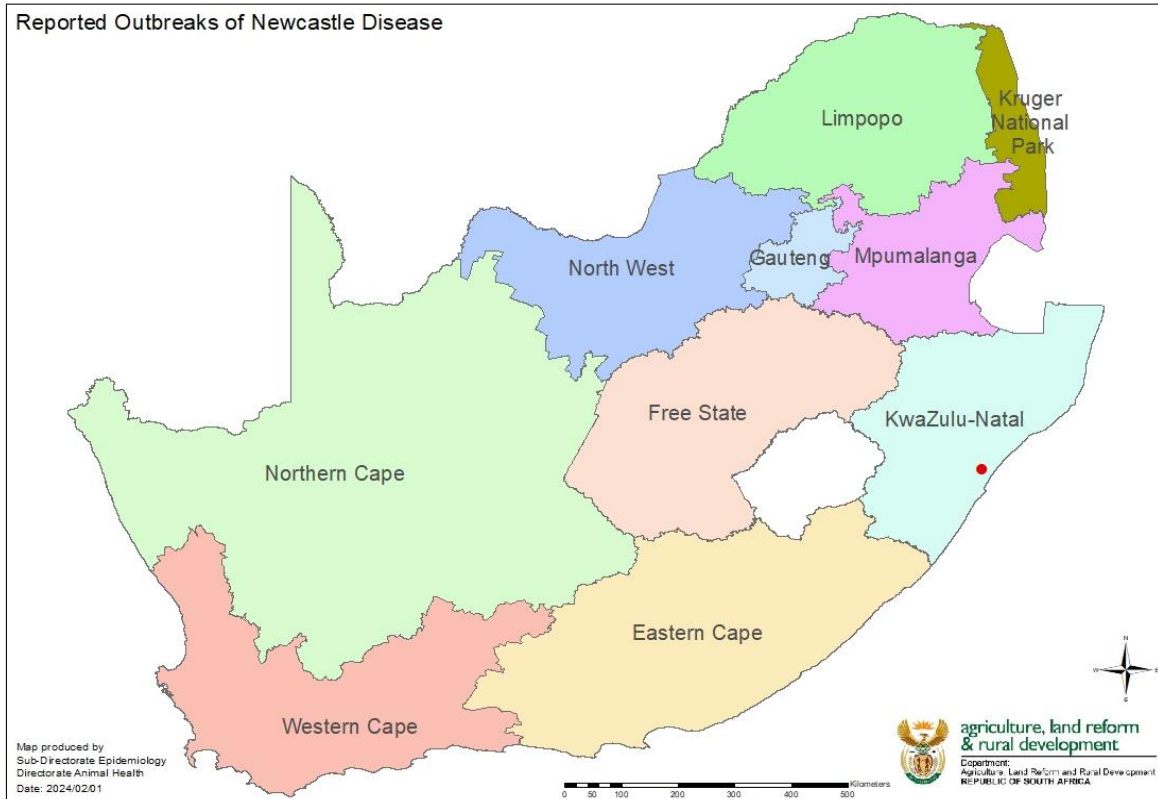 Reported Outbreaks of Newcastle Disease
Limpopo
Kruger
National
Park
North West
Gauteng
Mpumalanga
Free State
KwaZulu-Natal
Northern Cape
Eastern Cape
Western Cape
N
W
E
S
Map produced by
Sub-Directorate Epidemiology
Directorate Animal Health
Date: 2024/02/01
Kilometers
0 50 100 200 300 400 500
agriculture, land reform
& rural development
Department:
Agriculture, Land Reform and Rural Development
REPUBLIC OF SOUTH AFRICA